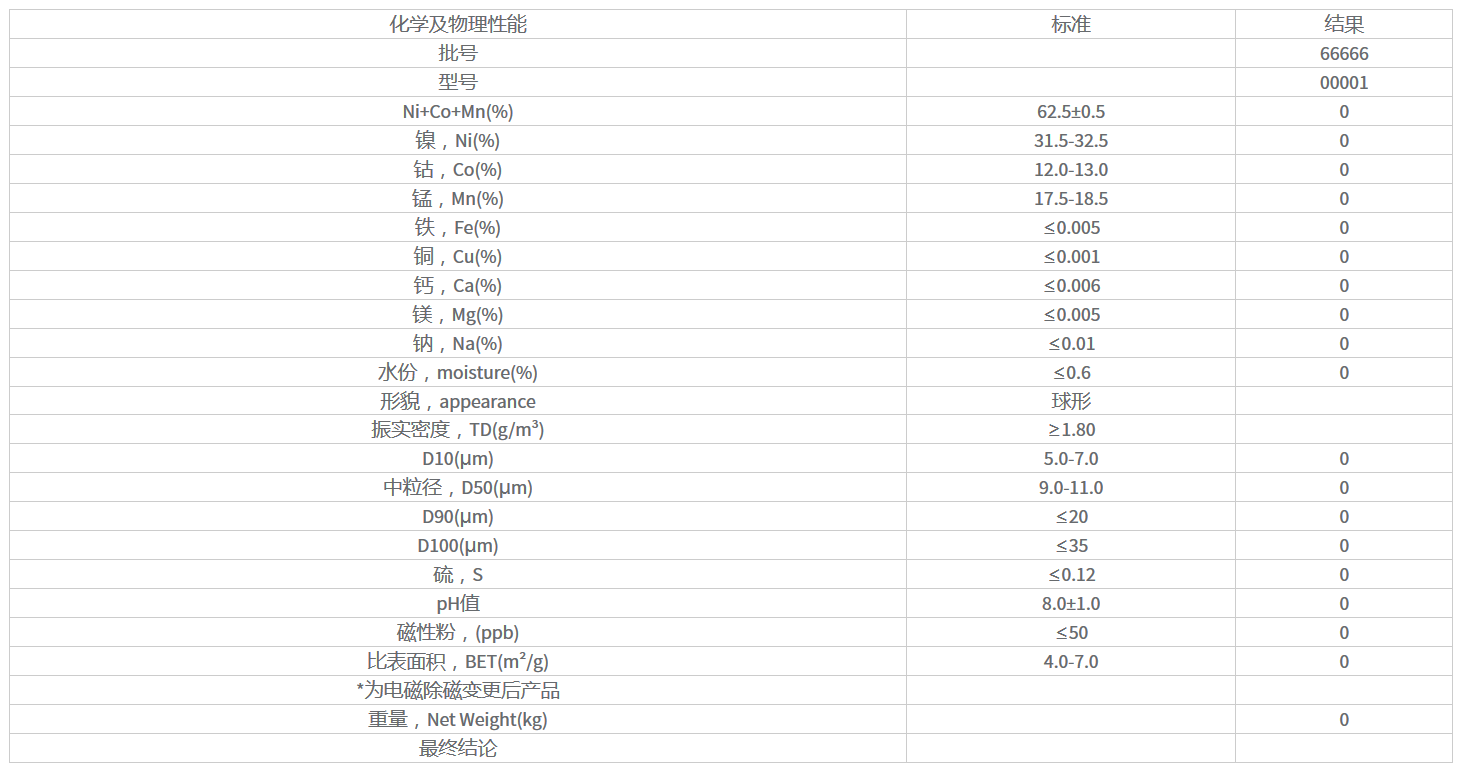 化学及物理性能 标准 结果
批号 66666
型号 00001
Ni+Co+Mn(%) 62.5±0.5 0
镍，Ni(%) 31.5-32.5 0
钴，Co(%) 12.0-13.0 0
锰，Mn(%) 17.5-18.5 0
铁，Fe(%) ≤0.005 0
铜，Cu(%) ≤0.001 0
钙，Ca(%) ≤0.006 0
镁，Mg(%) ≤0.005 0
钠，Na(%) ≤0.01 0
水份，moisture(%) ≤0.6 0
形貌，appearance 球形
振实密度，TD(g/m³) ≥1.80
D10(μm) 5.0-7.0 0
中粒径，D50(μm) 9.0-11.0 0
D90(μm) ≤20 0
D100(μm) ≤35 0
硫，S ≤0.12 0
pH值 8.0±1.0 0
磁性粉，(ppb) ≤50 0
比表面积，BET(m²/g) 4.0-7.0 0
*为电磁除磁变更后产品
重量，Net Weight(kg) 0
最终结论